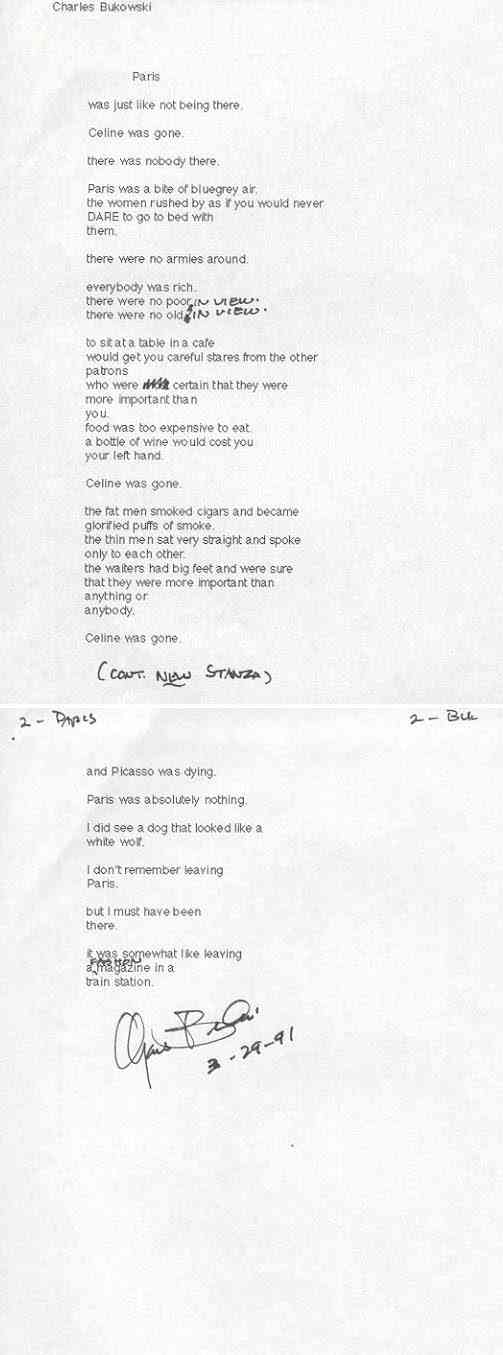 Charles Bukowski
Paris
was just like not being there.
Celine was gone.
there was nobody there.
Paris was a bite of bluegrey air.
the women rushed by as if you would never
DARE to go to bed with
them.
there were no armies around.
everybody was rich.
there were no poor IN VIEW.
there were no old IN VIEW.
to sit at a table in a cafe
would get you careful stares from the other
patrons
who were certain that they were
more important than
you.
food was too expensive to eat.
a bottle of wine would cost you
your left hand.
Celine was gone.
the fat men smoked cigars and became
glorified puffs of smoke.
the thin men sat very straight and spoke
only to each other.
the waiters had big feet and were sure
that they were more important than
anything or
anybody.
Celine was gone.
(CONT. NEW STANZA)
2 - PARIS
2 - BUK
and Picasso was dying.
Paris was absolutely nothing.
I did see a dog that looked like a
white wolf.
I don't remember leaving
Paris.
but I must have been
there.
it was somewhat like leaving
a FASHION magazine in a
train station.
Charles Bukowski
3-29-91